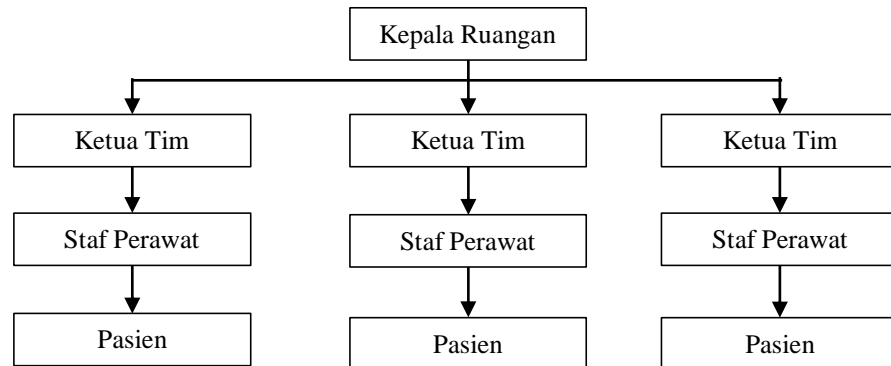 Kepala Ruangan
Ketua Tim
Ketua Tim
Ketua Tim
Staf Perawat
Staf Perawat
Staf Perawat
Pasien
Pasien
Pasien